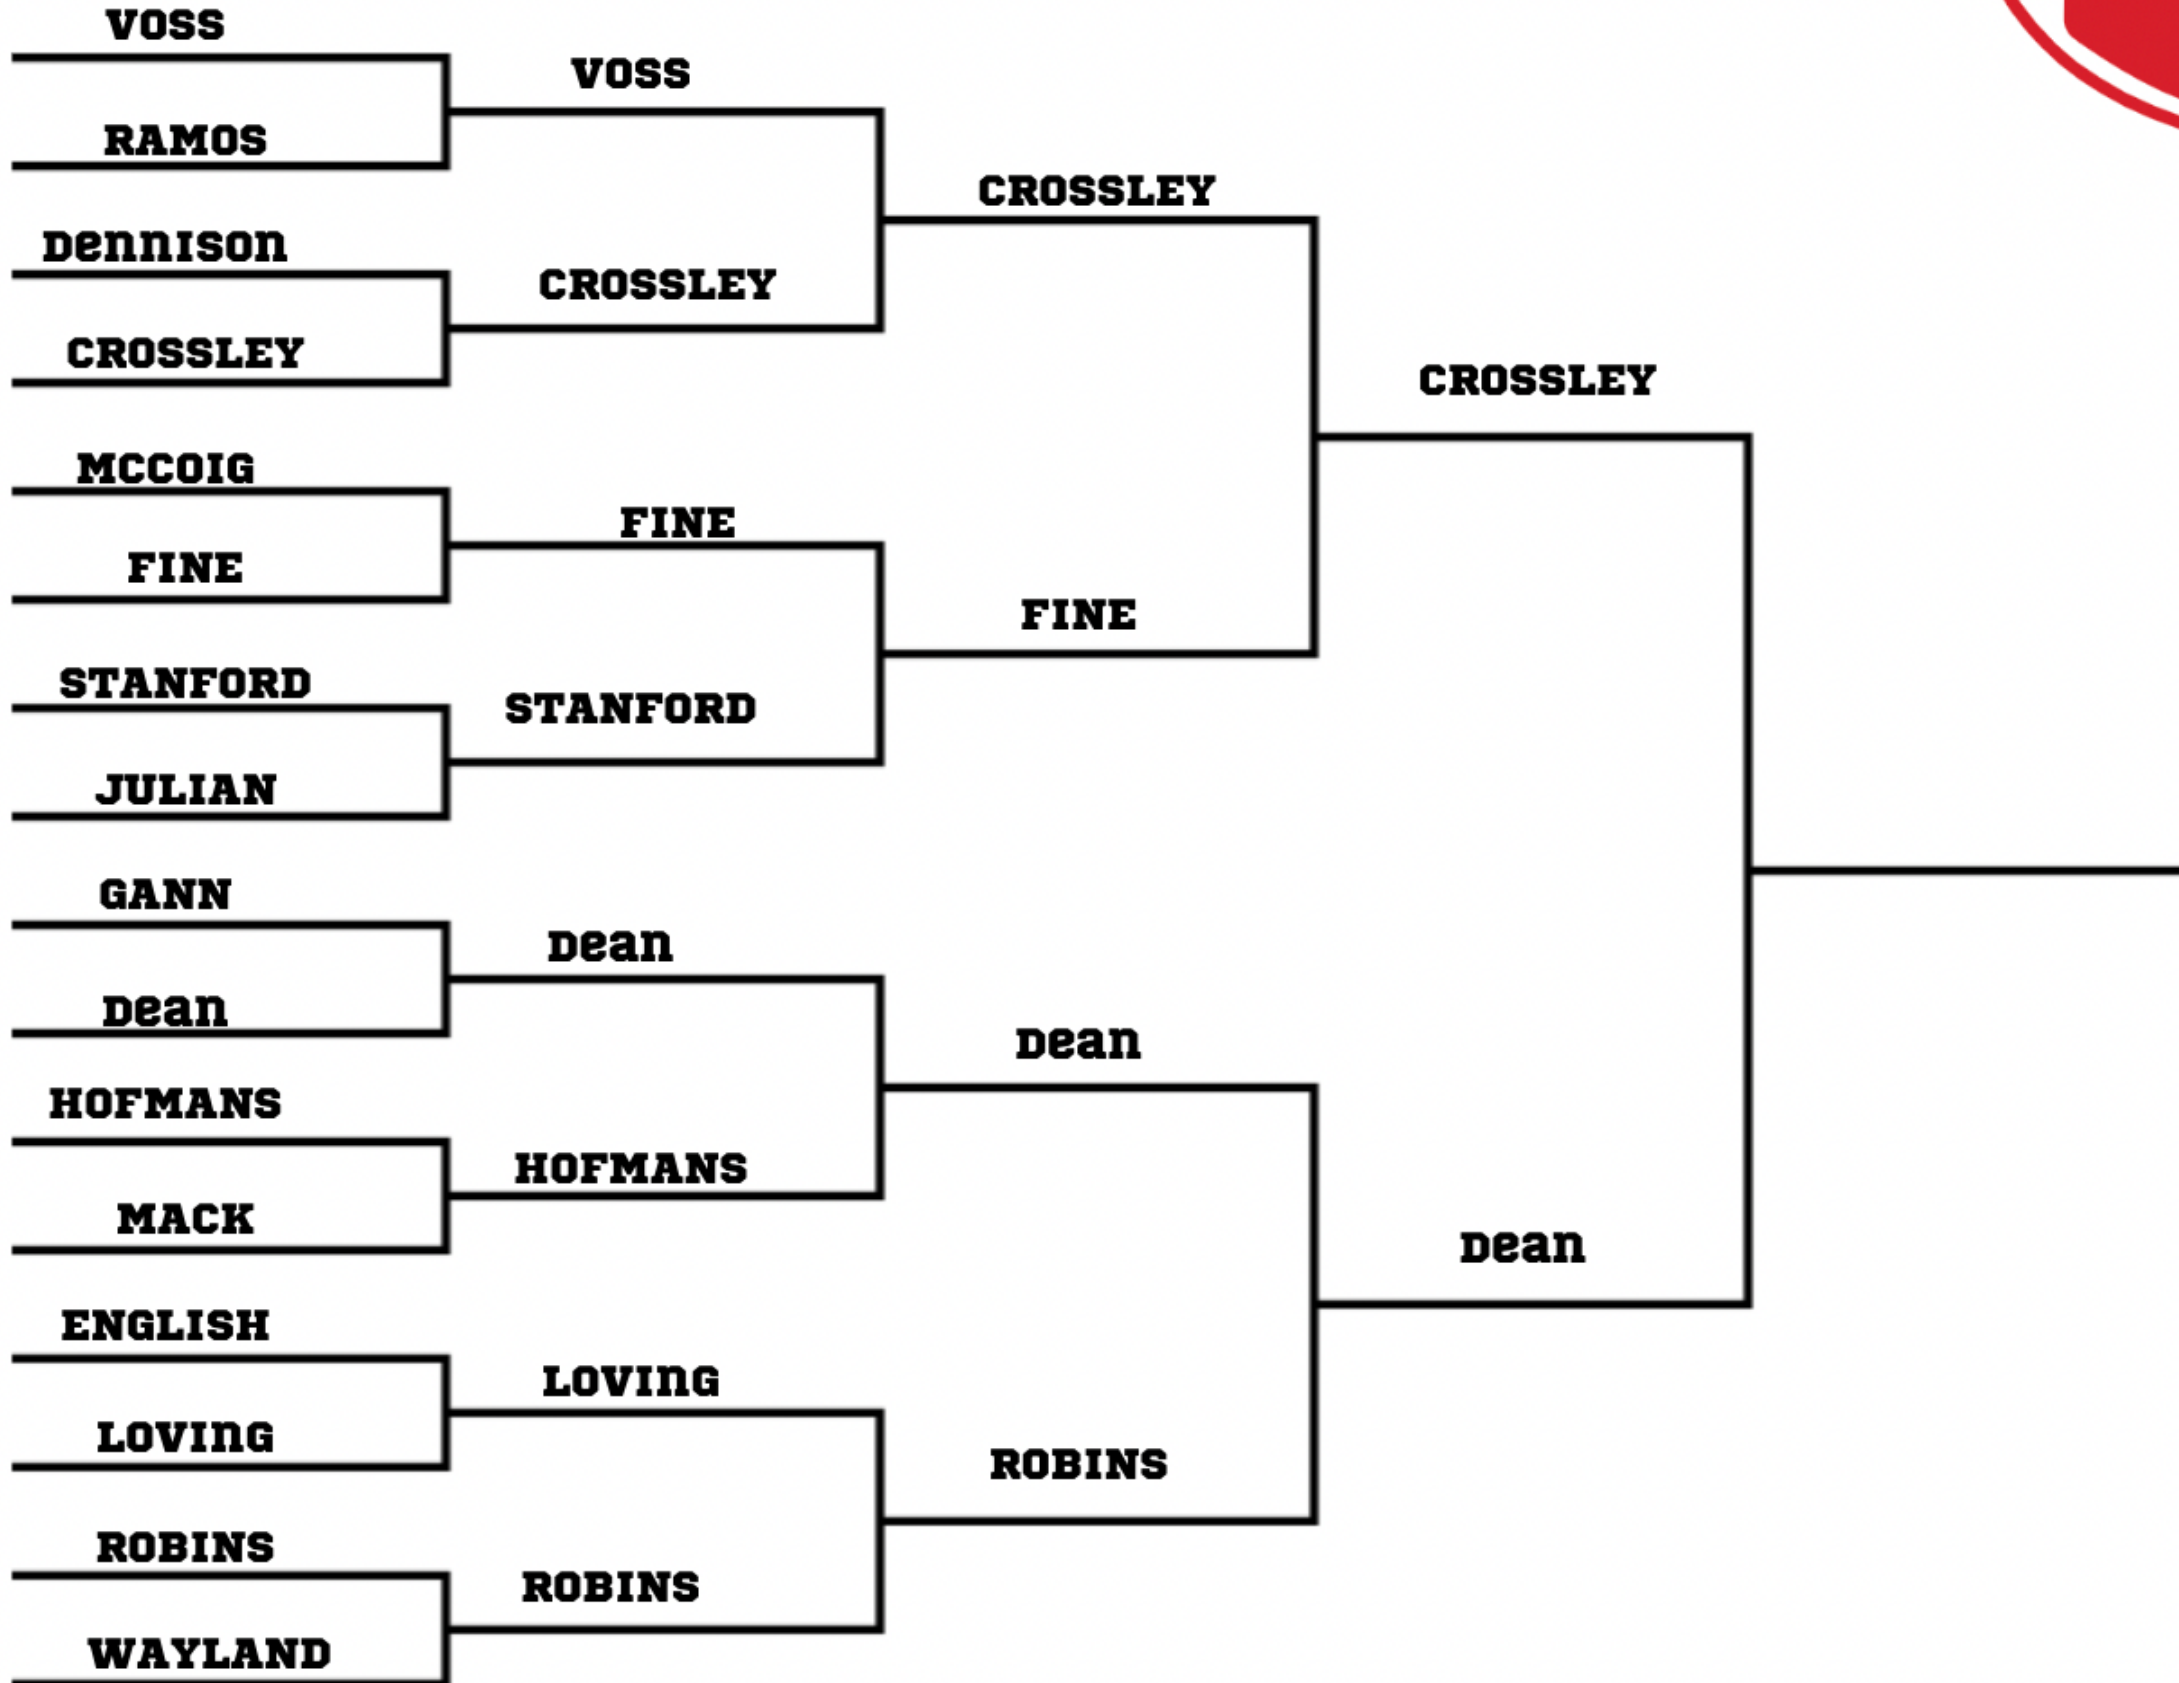 VOSS
RAMOS
Dennison
CROSSLEY
MCCOIG
FINE
STANFORD
JULIAN
GANN
Dean
HOFMANS
MACK
ENGLISH
LOVInG
ROBINS
WAYLAND
VOSS
CROSSLEY
FINE
STANFORD
Dean
HOFMANS
LOVInG
ROBINS
CROSSLEY
FINE
Dean
ROBINS
CROSSLEY
Dean